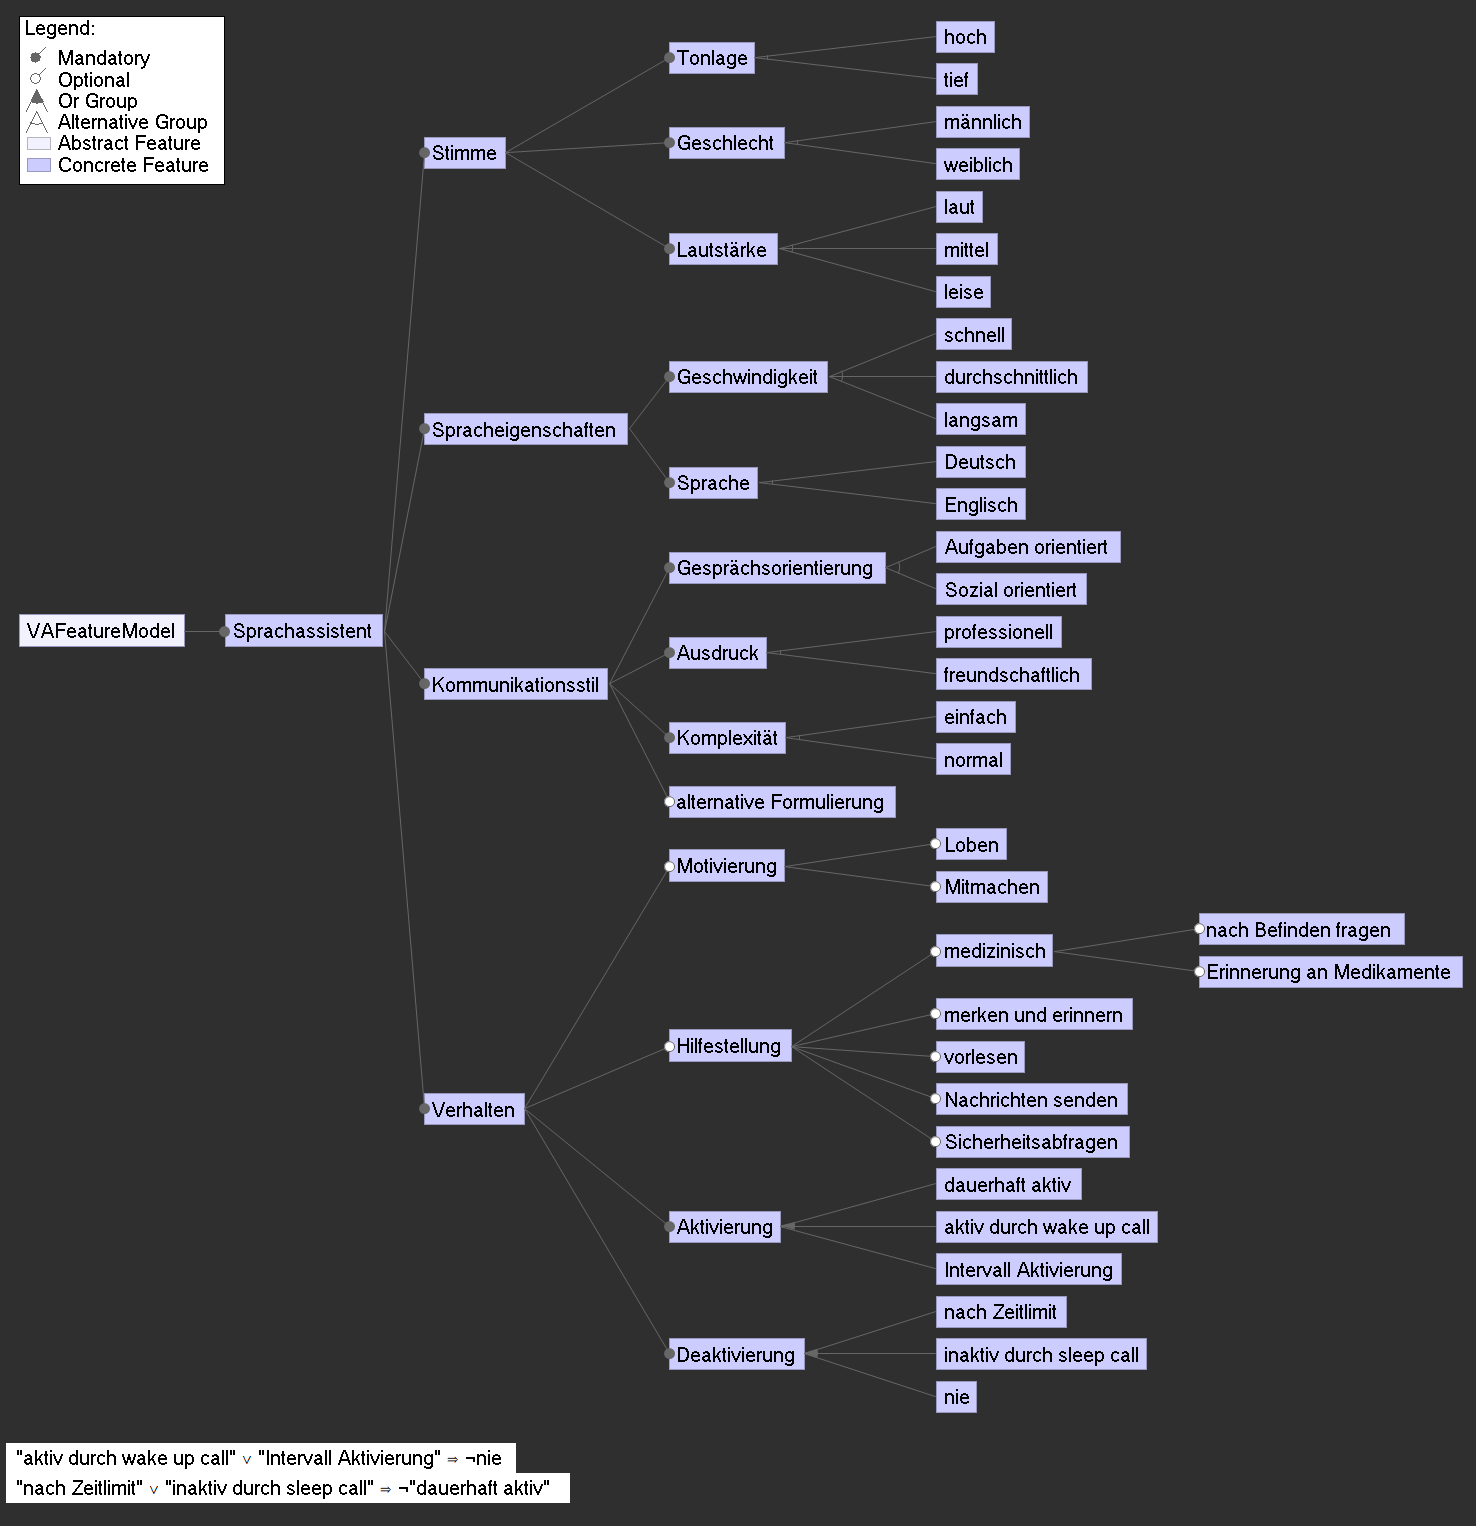 Legend:
Mandatory
Optional
Or Group
Alternative Group
Abstract Feature
Concrete Feature
VAFeatureModel
Sprachassistent
Stimme
Tonlage
hoch
tief
Geschlecht
männlich
weiblich
Lautstärke
laut
mittel
leise
Spracheigenschaften
Geschwindigkeit
schnell
durchschnittlich
langsam
Sprache
Deutsch
Englisch
Kommunikationsstil
Gesprächsorientierung
Aufgaben orientiert
Sozial orientiert
Ausdruck
professionell
freundschaftlich
Komplexität
einfach
normal
alternative Formulierung
Verhalten
Motivierung
Loben
Mitmachen
Hilfestellung
medizinisch
nach Befinden fragen
Erinnerung an Medikamente
merken und erinnern
vorlesen
Nachrichten senden
Sicherheitsabfragen
Aktivierung
dauerhaft aktiv
aktiv durch wake up call
Intervall Aktivierung
Deaktivierung
nach Zeitlimit
inaktiv durch sleep call
nie
"aktiv durch wake up call" ∨ "Intervall Aktivierung" ⇒ ¬nie
"nach Zeitlimit" ∨ "inaktiv durch sleep call" ⇒ ¬"dauerhaft aktiv"